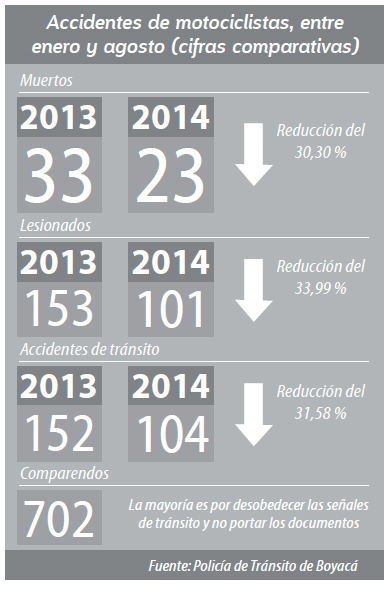 Accidentes de motociclistas, entre
enero y agosto (cifras comparativas)
Muertos
2013 2014
33 23
Reducción del
30,30 %
Lesionados
2013 2014
153 101
Reducción del
33,99 %
Accidentes de tránsito
2013 2014
152 104
Reducción del
31,58 %
Comparendos
702
La mayoría es por desobedecer las señales
de tránsito y no portar los documentos
Fuente: Policía de Tránsito de Boyacá